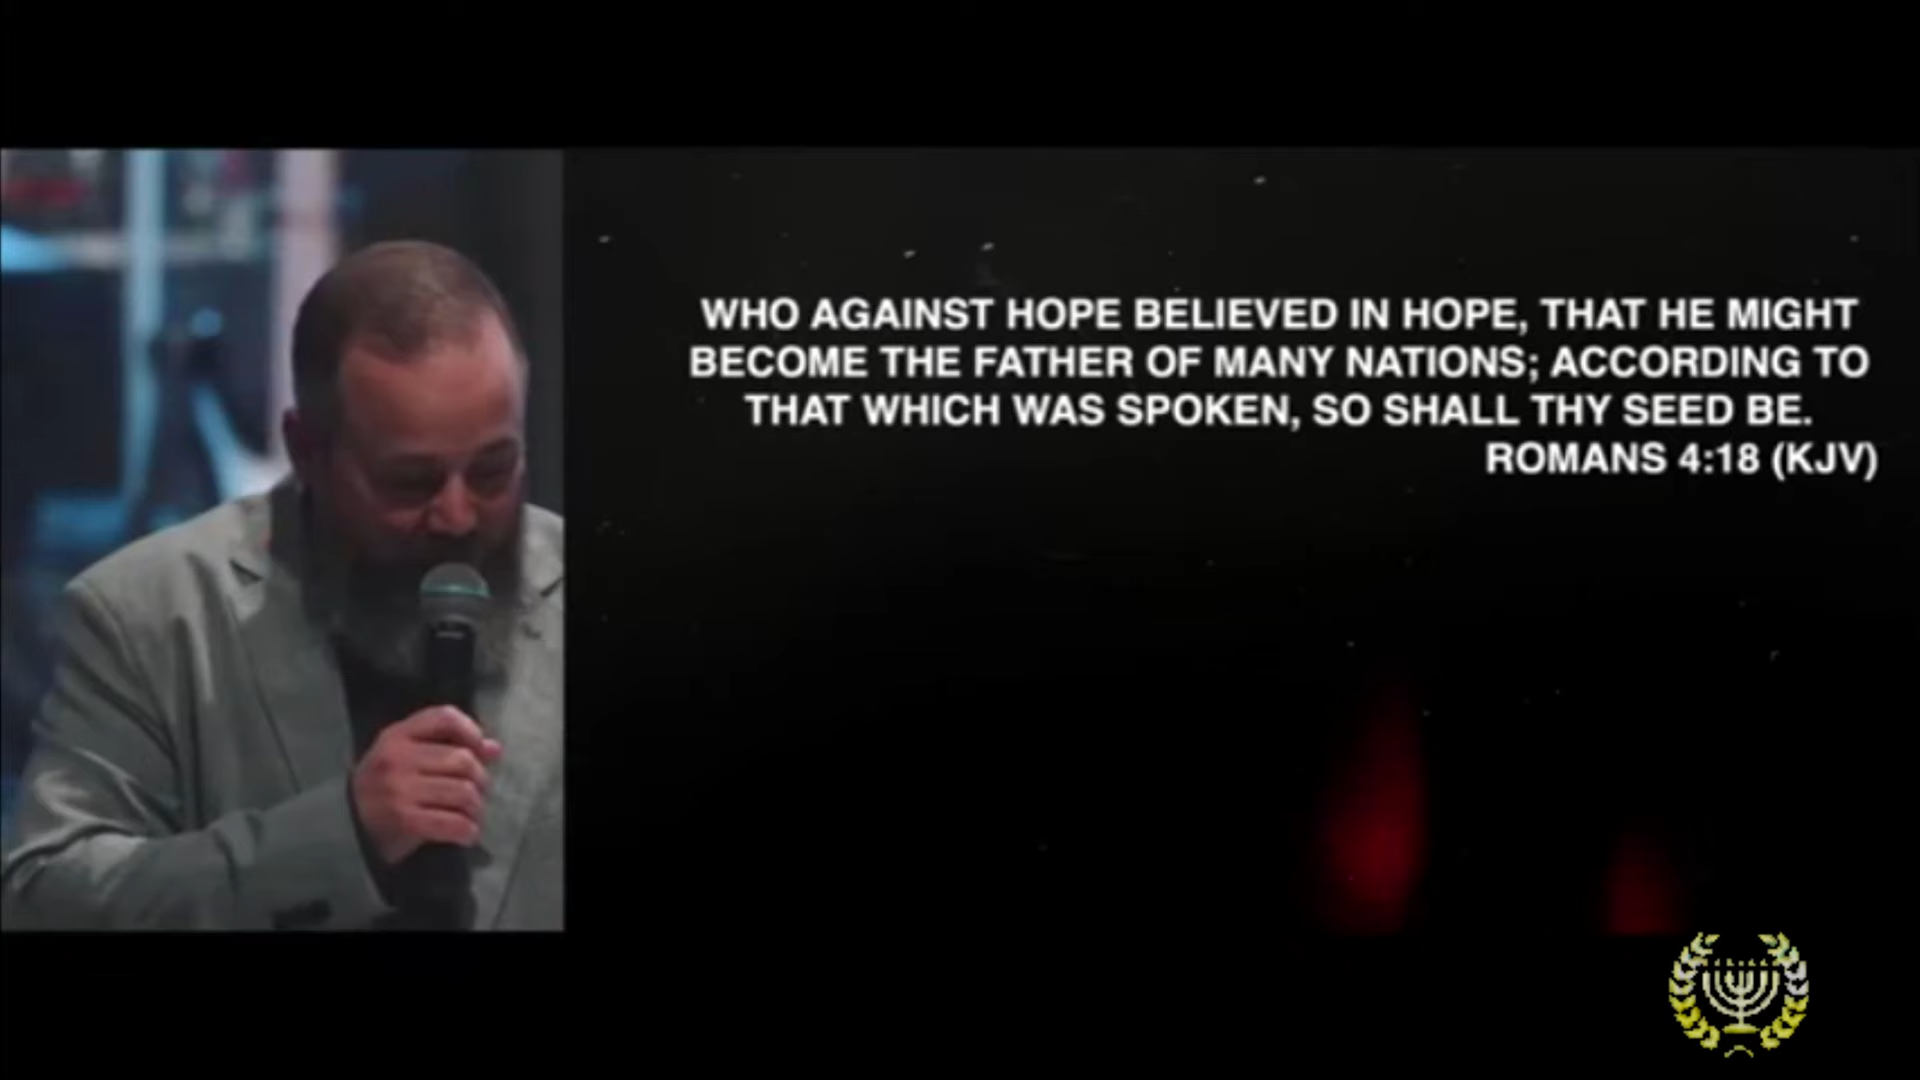 WHO AGAINST HOPE BELIEVED IN HOPE, THAT HE MIGHT
BECOME THE FATHER OF MANY NATIONS; ACCORDING TO
THAT WHICH WAS SPOKEN, SO SHALL THY SEED BE.
ROMANS 4:18 (KJV)